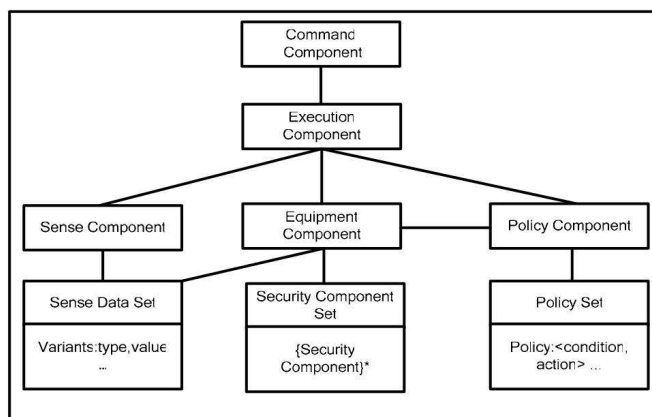 Command
Component
Execution
Component
Sense Component
Equipment
Component
Policy Component
Sense Data Set
Variants:type,value
...
Security Component
Set
{Security
Component}*
Policy Set
Policy:<condition,
action> ...